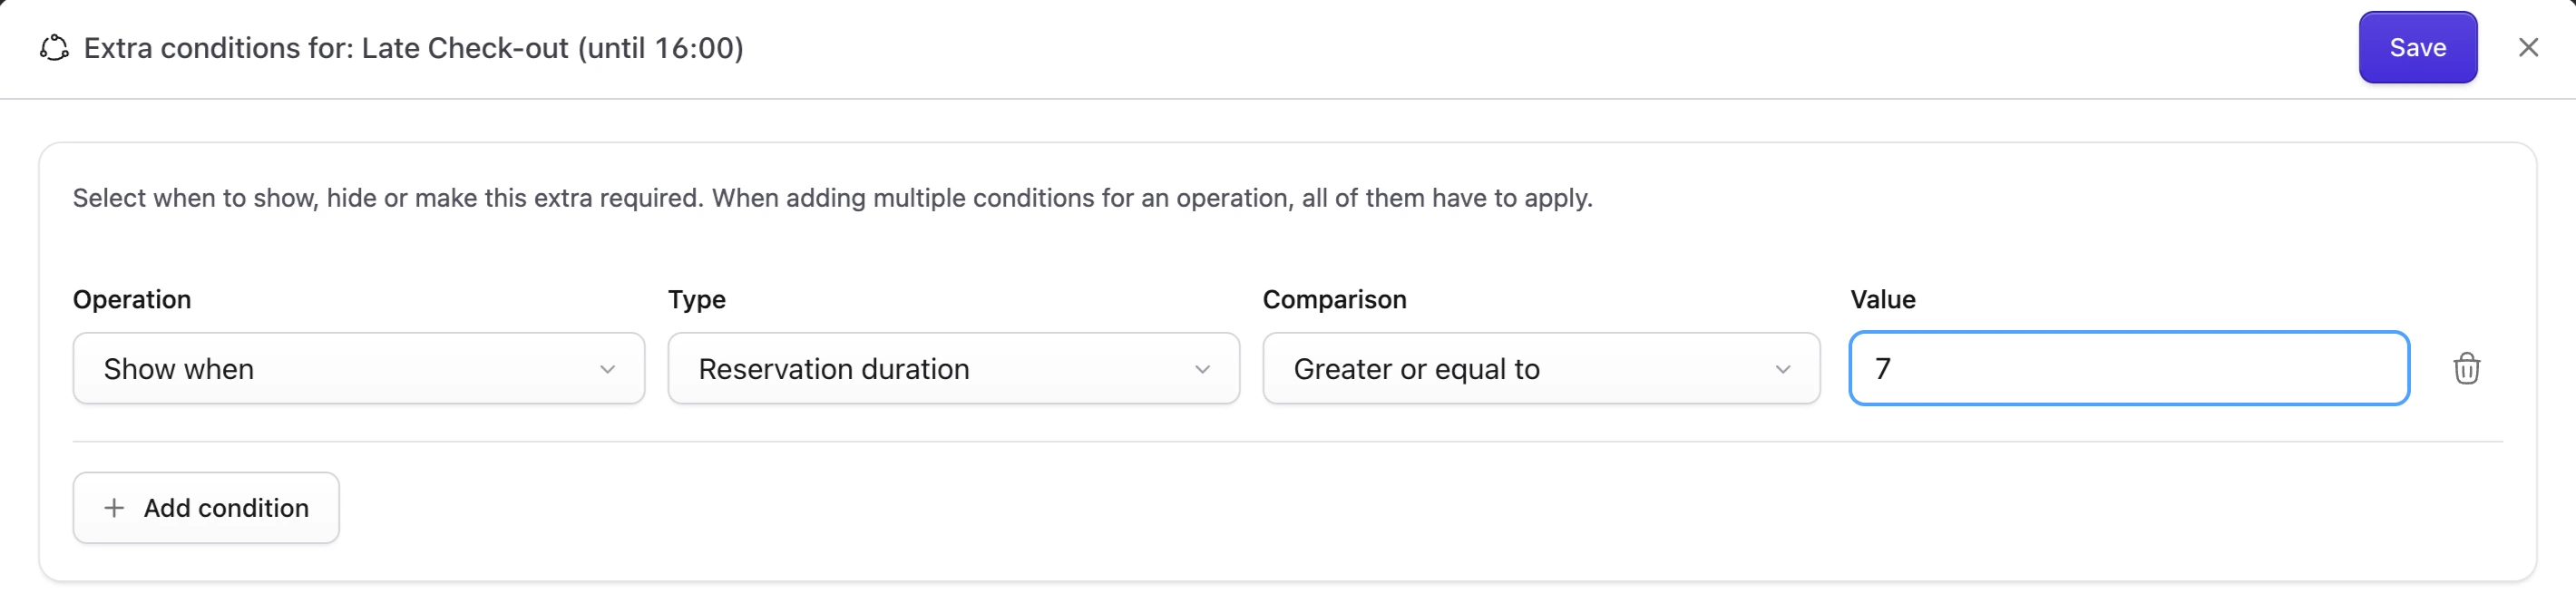 Extra conditions for: Late Check-out (until 16:00)
Save
Select when to show, hide or make this extra required. When adding multiple conditions for an operation, all of them have to apply.
Operation Type Comparison Value
Show when Reservation duration Greater or equal to 7
Add condition